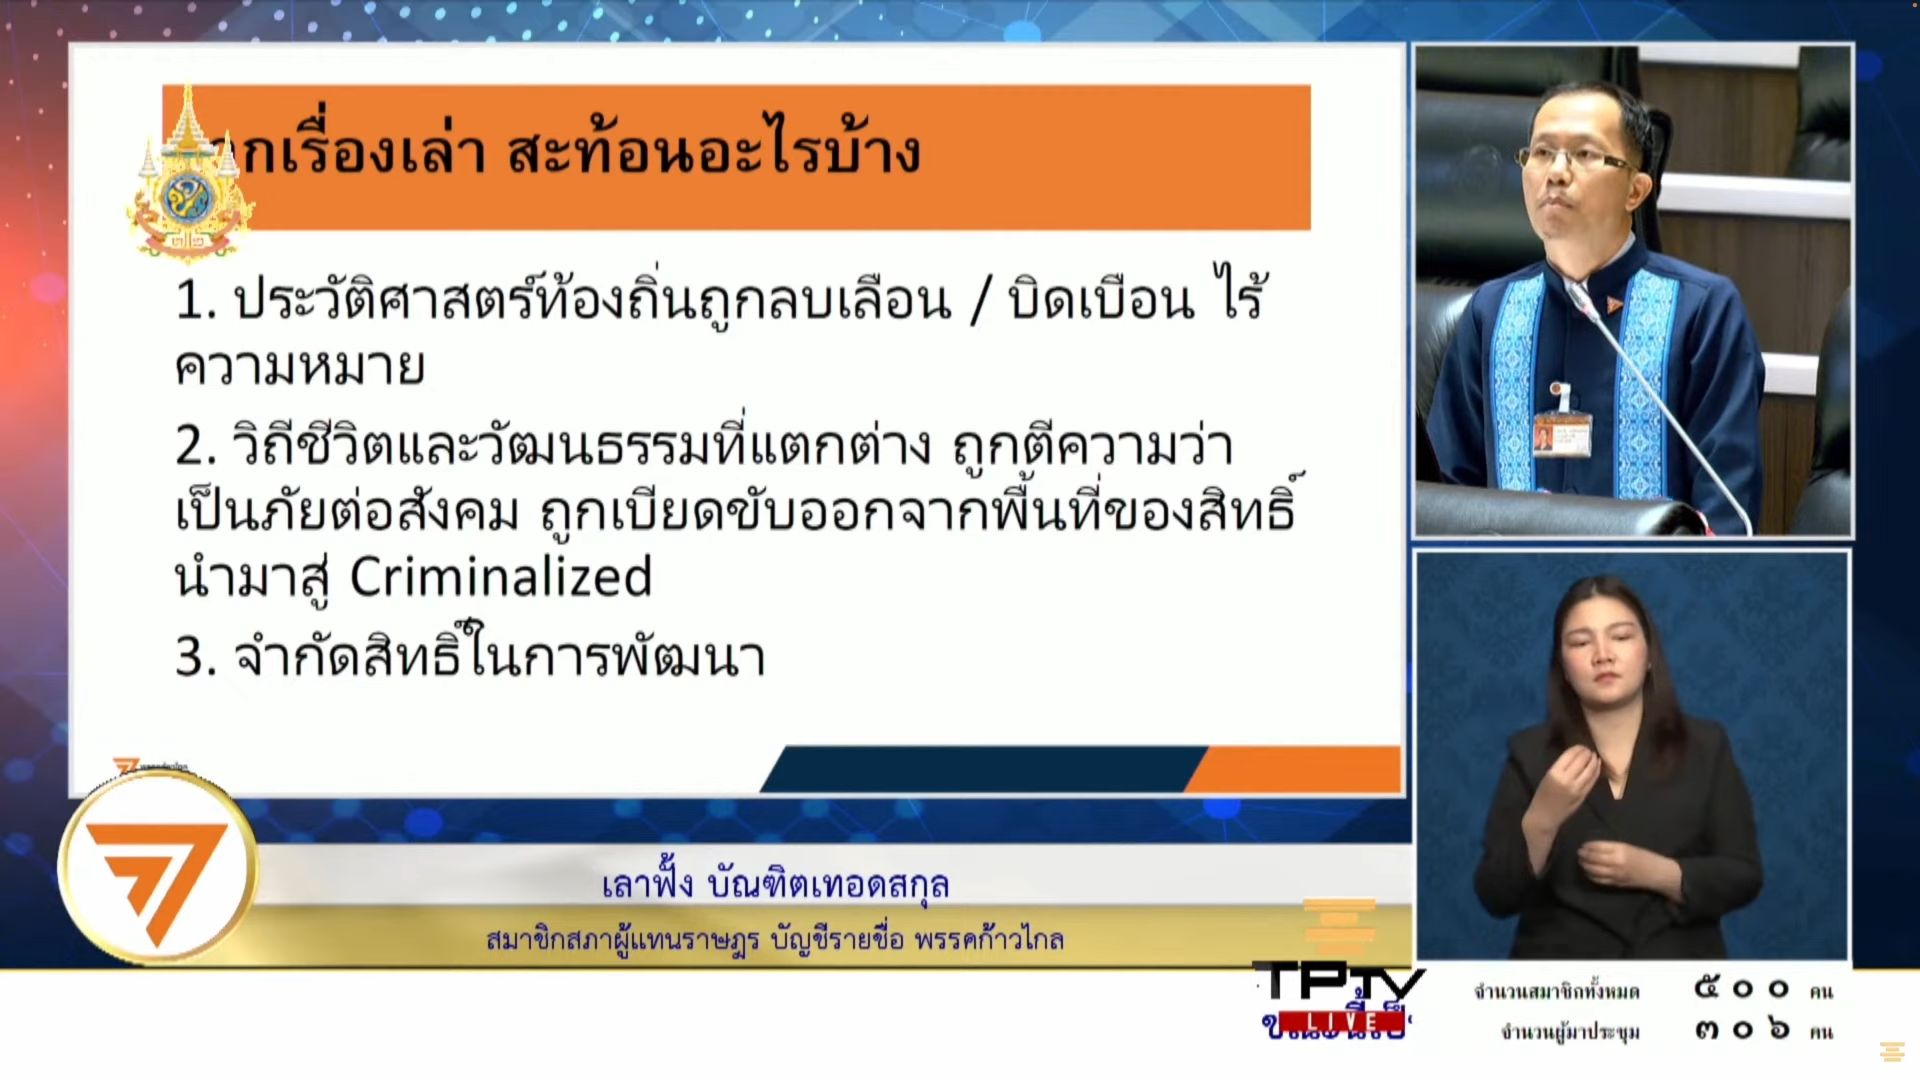 เรื่องเล่า สะท้อนอะไรบ้าง
1. ประวัติศาสตร์ท้องถิ่นถูกลบเลือน / บิดเบือน ไร้
ความหมาย
2. วิถีชีวิตและวัฒนธรรมที่แตกต่าง ถูกตีความว่า
เป็นภัยต่อสังคม ถูกเบียดขับออกจากพื้นที่ของสิทธิ์
นำมาสู่ Criminalized
3. จำกัดสิทธิ์ในการพัฒนา
เลาฟั้ง บัณฑิตเทอดสกุล
สมาชิกสภาผู้แทนราษฎร บัญชีรายชื่อ พรรคก้าวไกล
TPTV
LIVE
จำนวนสมาชิกทั้งหมด ๕๐๐ คน
จำนวนผู้มาประชุม ๓๐๖ คน